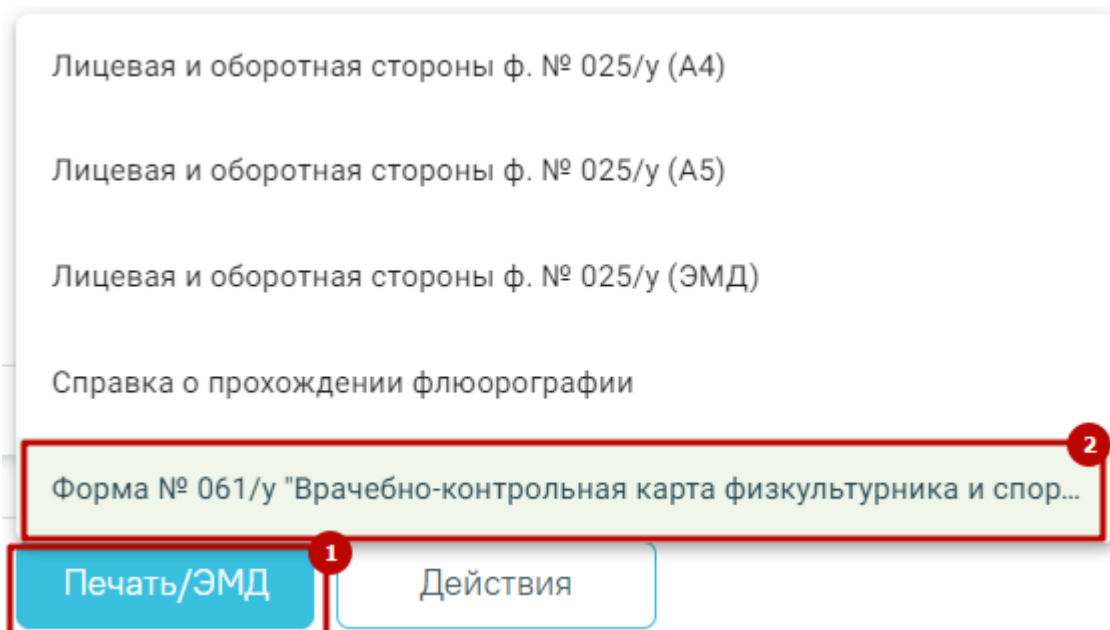 Лицевая и оборотная стороны ф. № 025/у (А4)
Лицевая и оборотная стороны ф. № 025/у (А5)
Лицевая и оборотная стороны ф. № 025/у (ЭМД)
Справка о прохождении флюорографии
2
Форма № 061/у "Врачебно-контрольная карта физкультурника и спор...
1
Печать/ЭМД
Действия